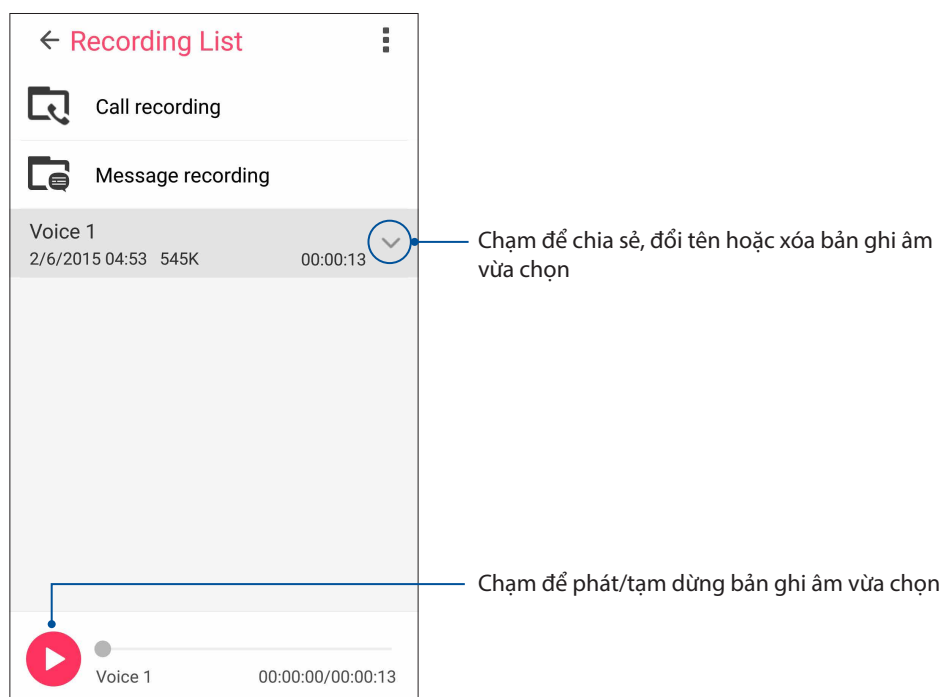 Recording List
Call recording
Message recording
Voice 1
2/6/2015 04:53 545K 00:00:13
Chạm để chia sẻ, đổi tên hoặc xóa bản ghi âm
vừa chọn
Chạm để phát/tạm dừng bản ghi âm vừa chọn
Voice 1 00:00:00/00:00:13